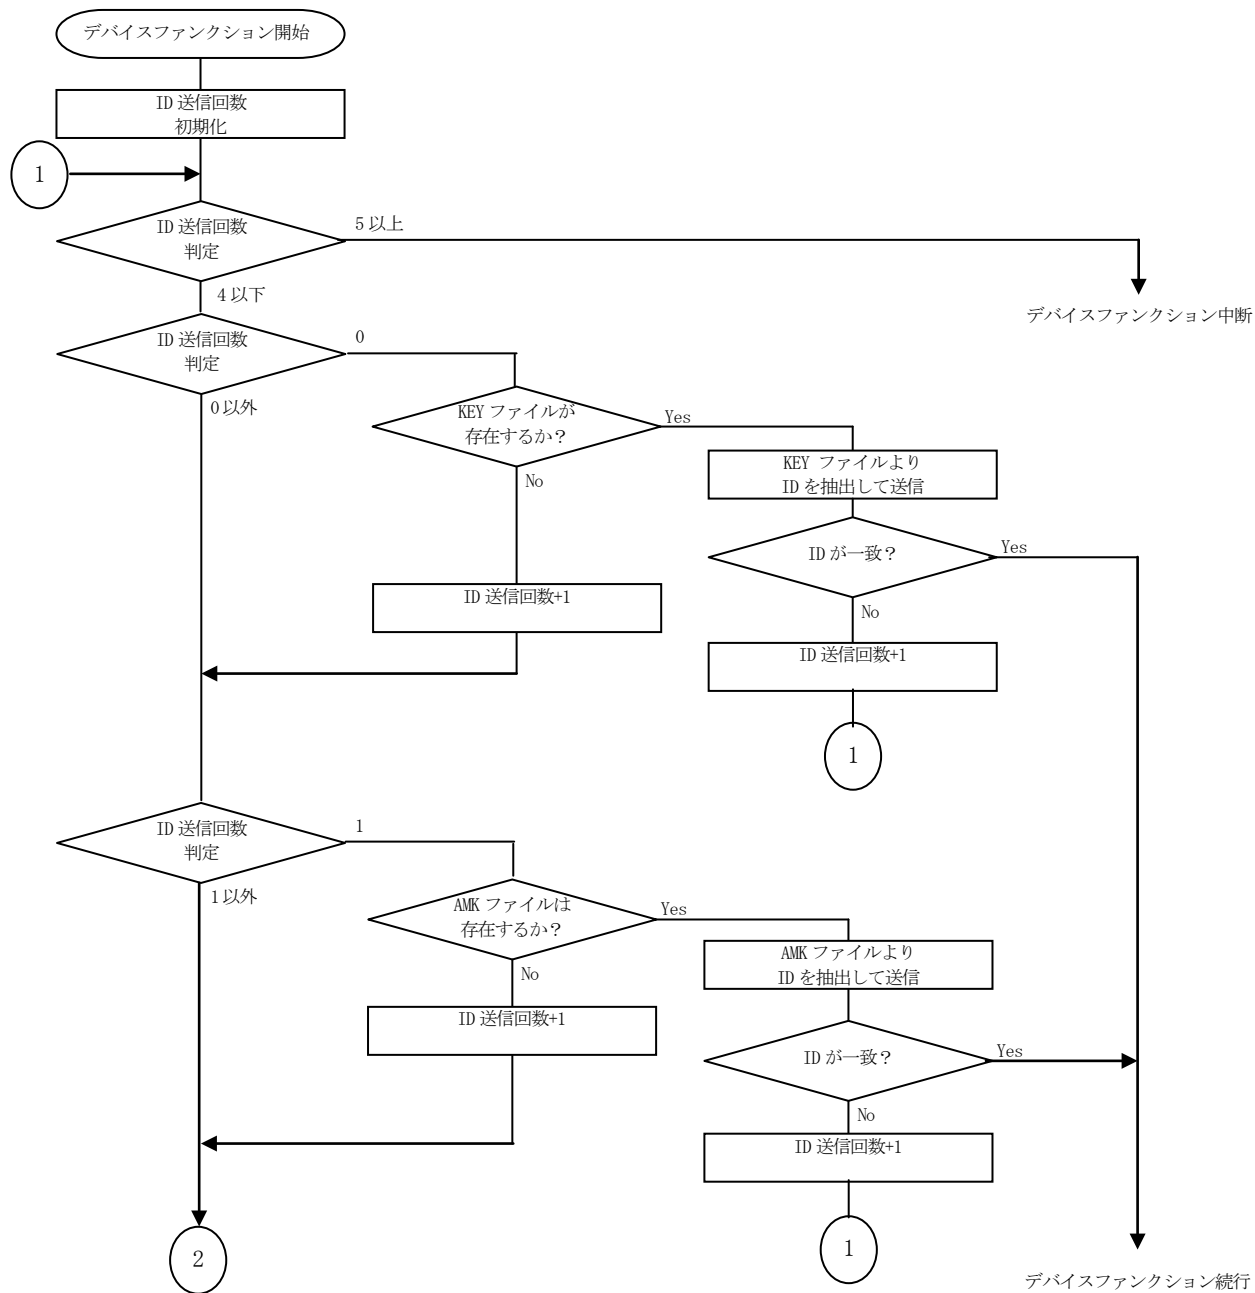 デバイスファンクション開始
ID 送信回数
初期化
1
ID 送信回数
判定
5 以上
4 以下
デバイスファンクション中断
ID 送信回数
判定
0
0 以外
KEY ファイルが
存在するか？
Yes
No
KEY ファイルより
ID を抽出して送信
ID が一致？
Yes
No
ID 送信回数+1
ID 送信回数+1
1
ID 送信回数
判定
1
1 以外
AMK ファイルは
存在するか？
Yes
No
AMK ファイルより
ID を抽出して送信
ID 送信回数+1
ID が一致？
Yes
No
ID 送信回数+1
2
1
デバイスファンクション続行